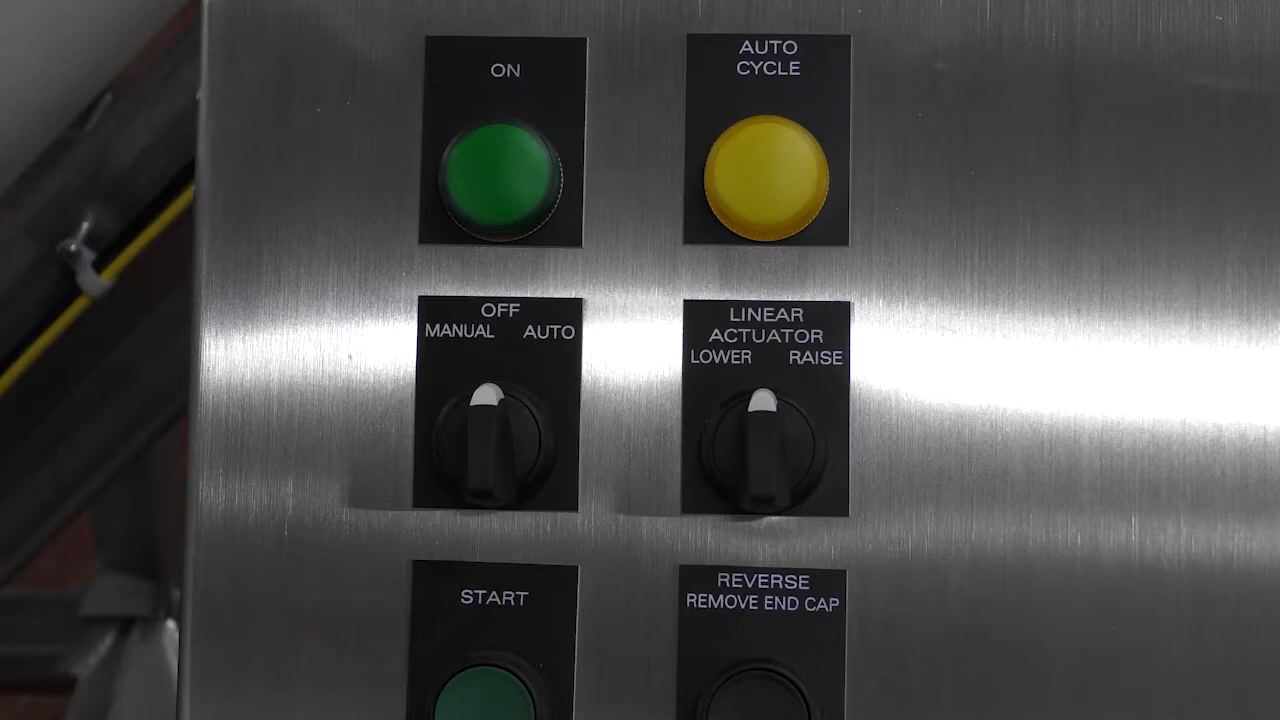 ON
AUTO
CYCLE
OFF
MANUAL AUTO
LINEAR
ACTUATOR
LOWER RAISE
START
REVERSE
REMOVE END CAP